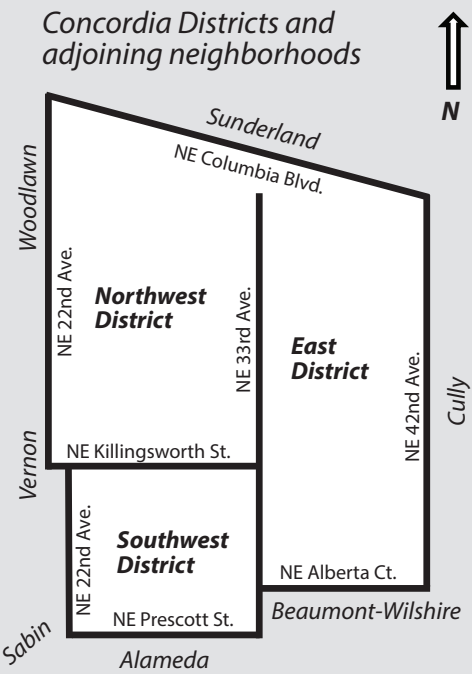 Concordia Districts and
adjoining neighborhoods
N
Sunderland
NE Columbia Blvd.
Woodlawn
NE 22nd Ave.
Northwest
District
NE 33rd Ave.
East
District
NE 42nd Ave.
Cully
Vernon
NE Killingsworth St.
NE 22nd Ave.
Southwest
District
NE Alberta Ct.
NE Prescott St.
Beaumont-Wilshire
Sabin
Alameda